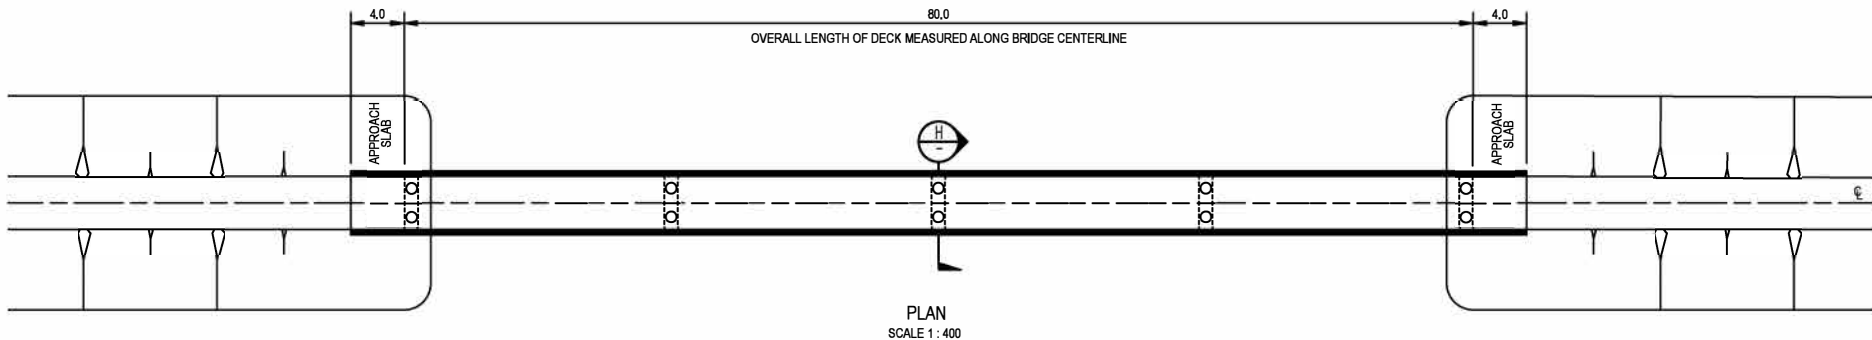 4.0
80.0
4.0
OVERALL LENGTH OF DECK MEASURED ALONG BRIDGE CENTERLINE
APPROACH
SLAB
APPROACH
SLAB
H
-
℄
PLAN
SCALE 1 : 400